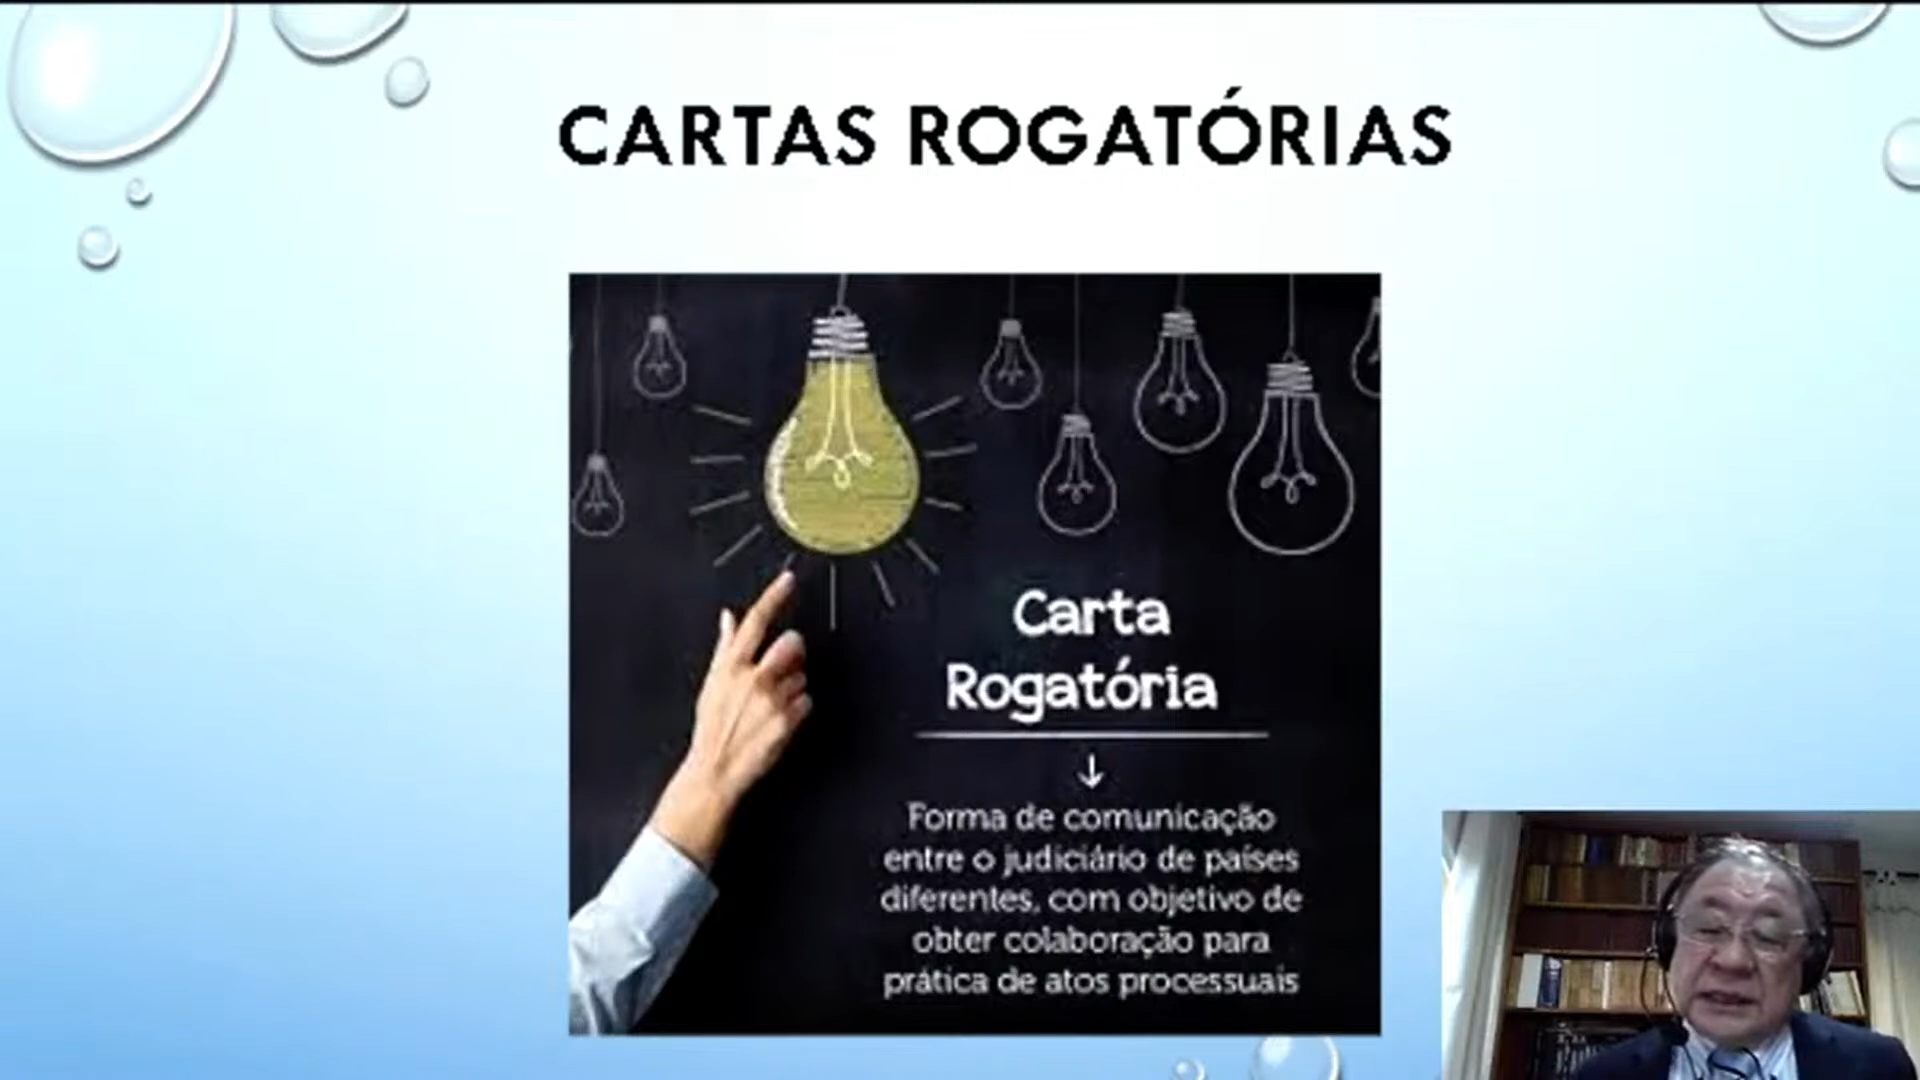 CARTAS ROGATÓRIAS
Carta
Rogatória
↓
Forma de comunicação
entre o judiciário de países
diferentes, com objetivo de
obter colaboração para
prática de atos processuais